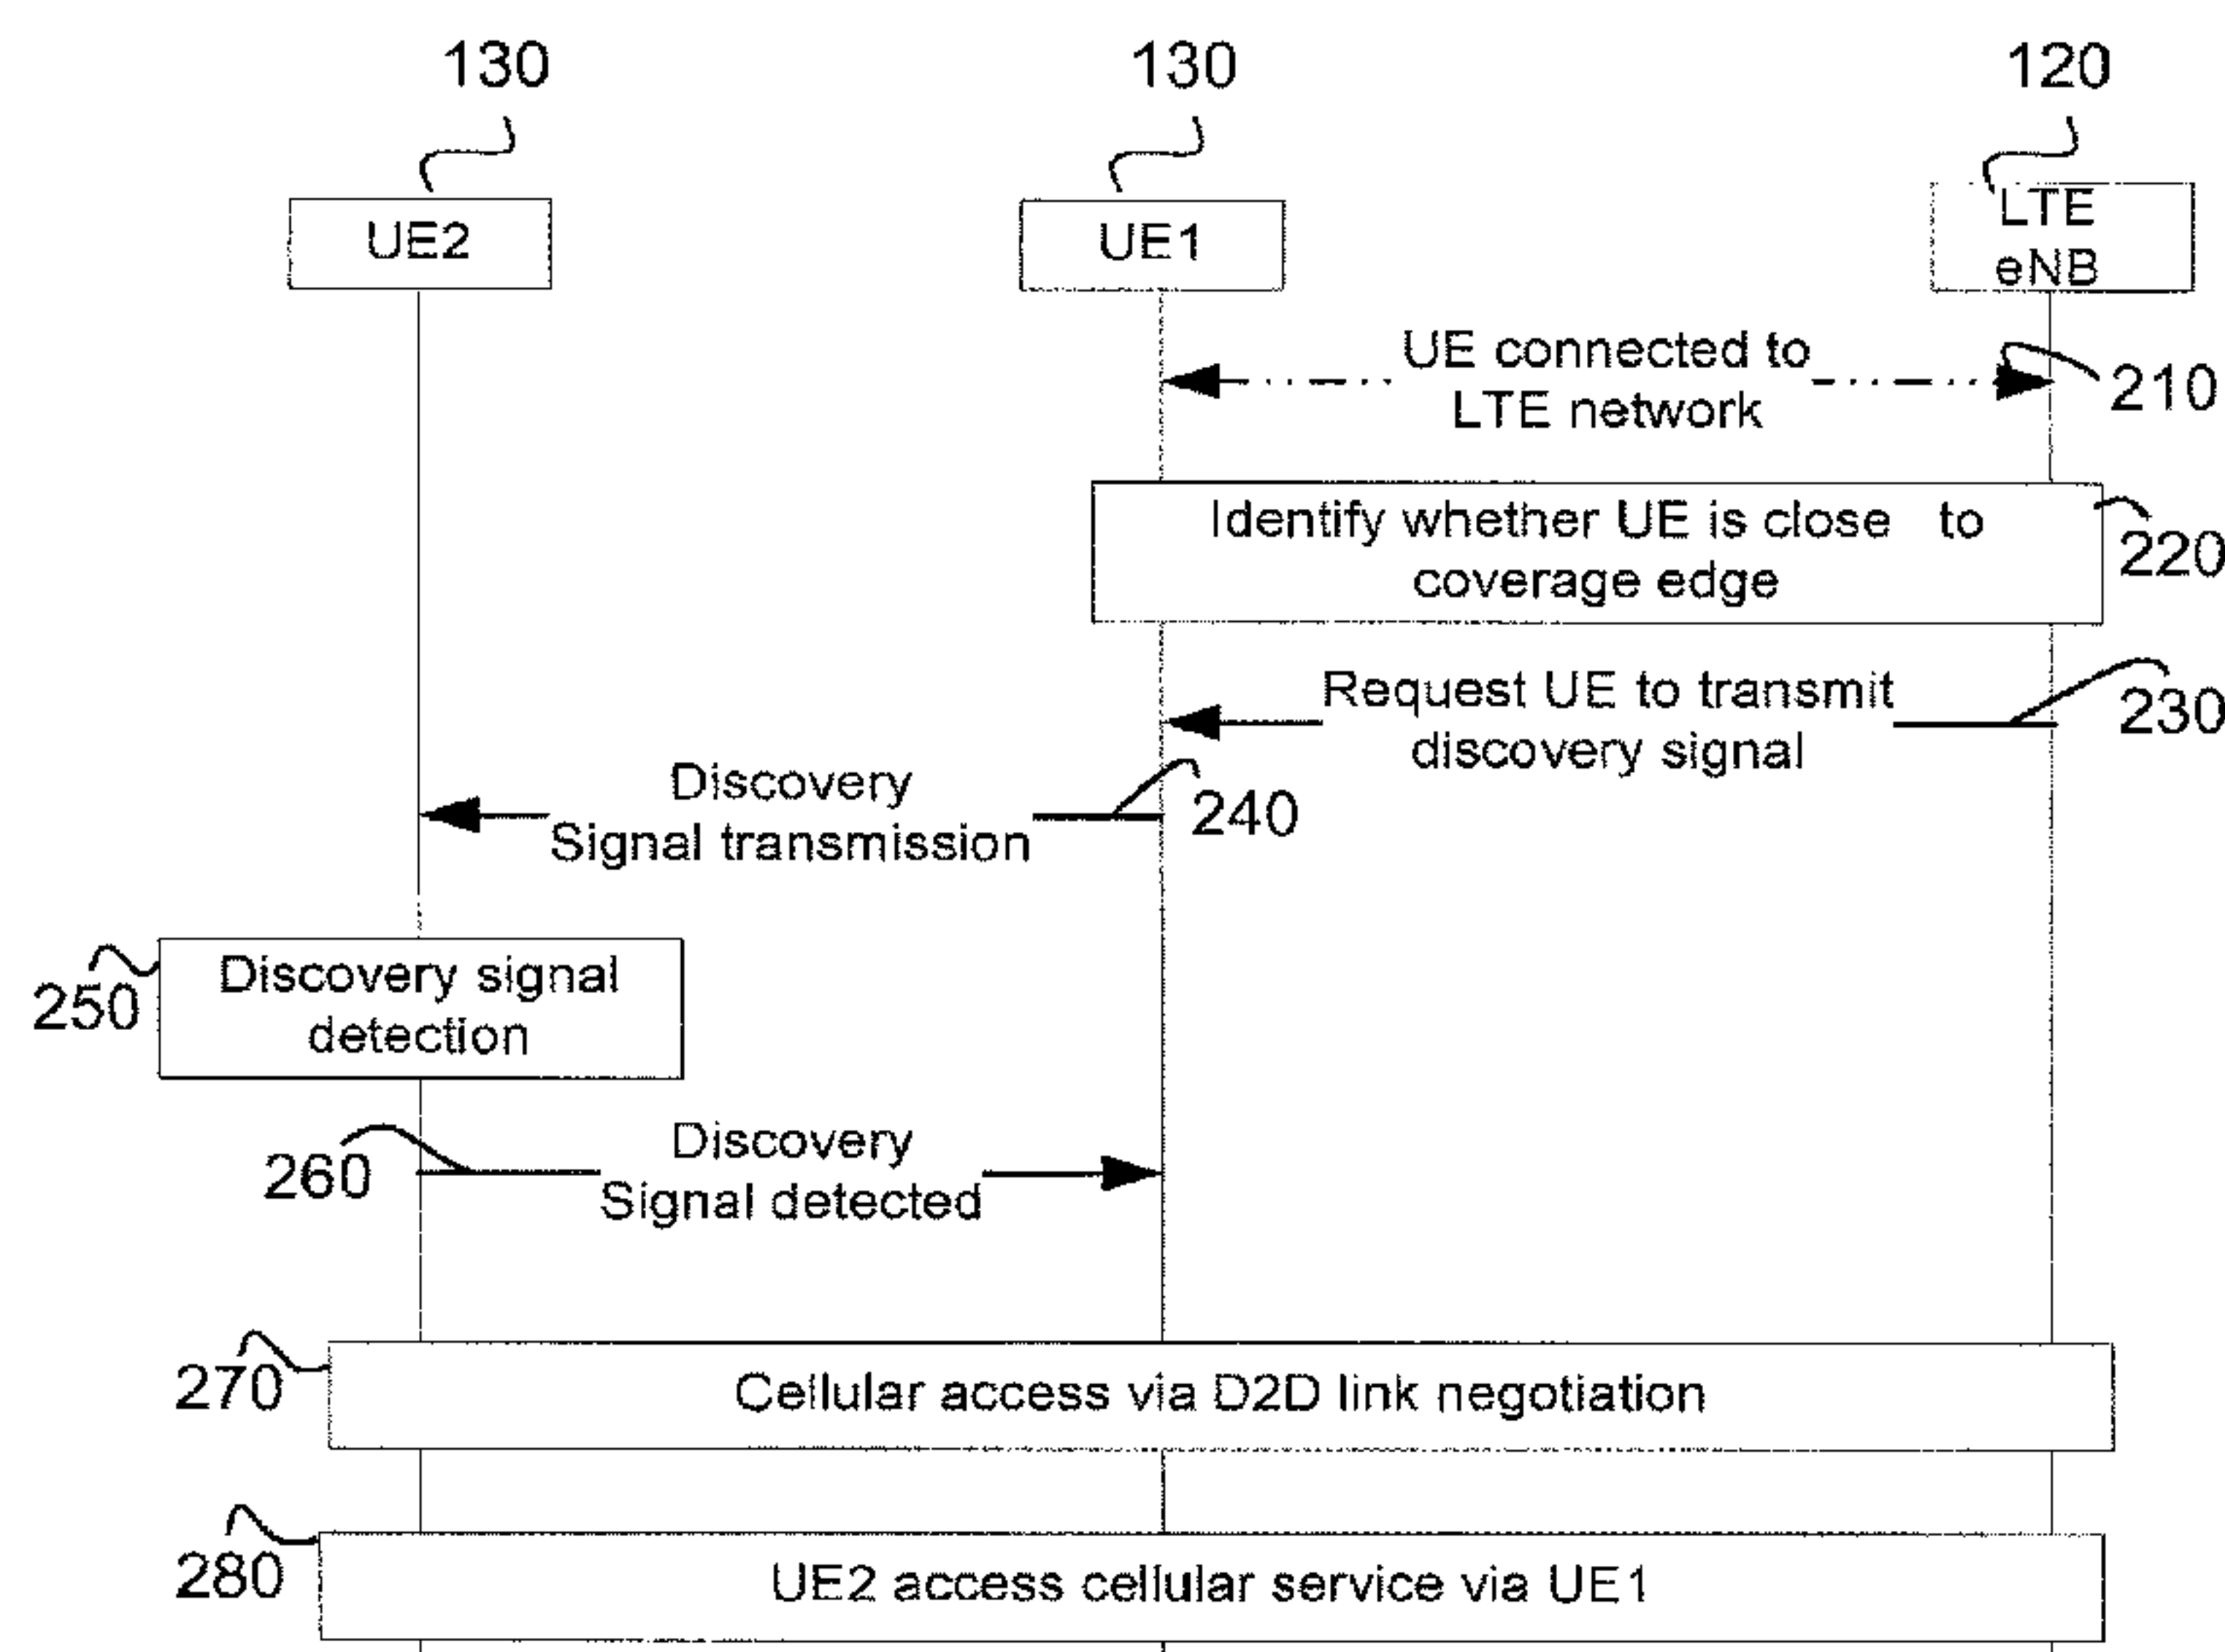 130
130
120
UE2
UE1
LTE
eNB
UE connected to
LTE network
210
Identify whether UE is close to
coverage edge
220
Request UE to transmit
discovery signal
230
Discovery
Signal transmission
240
Discovery signal
detection
250
Discovery
Signal detected
260
270
Cellular access via D2D link negotiation
280
UE2 access cellular service via UE1